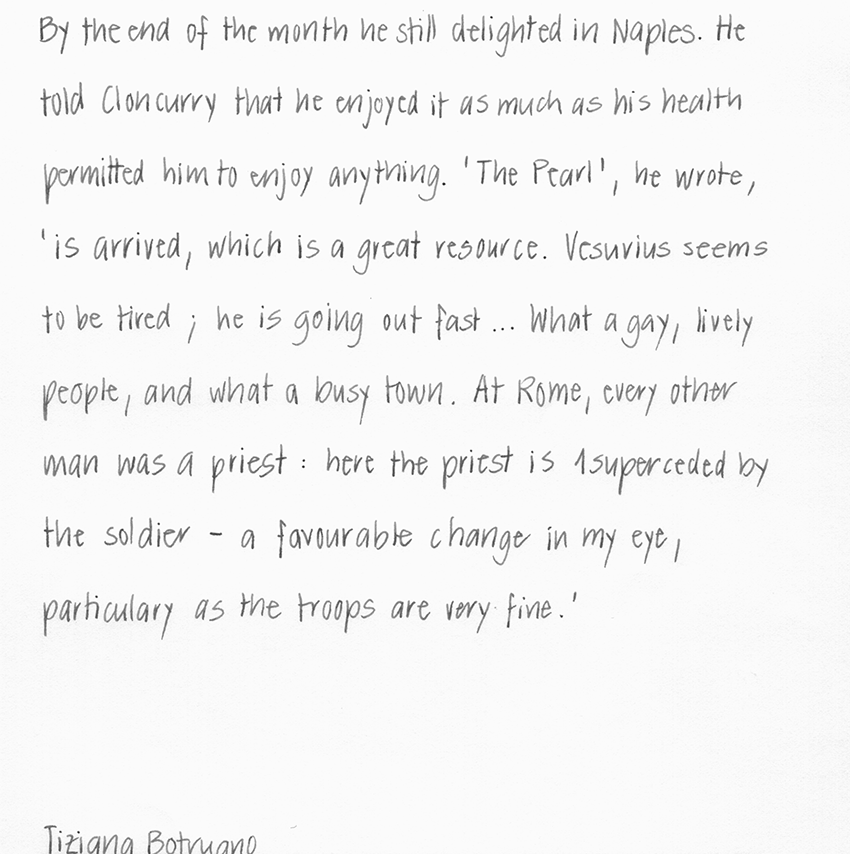 By the end of the month he still delighted in Naples. He
told Cloncurry that he enjoyed it as much as his health
permitted him to enjoy anything. 'The Pearl', he wrote,
'is arrived, which is a great resource. Vesuvius seems
to be tired ; he is going out fast ... What a gay, lively
people, and what a busy town. At Rome, every other
man was a priest : here the priest is 1superceded by
the soldier - a favourable change in my eye,
particulary as the troops are very fine.'
Tiziana Botruano